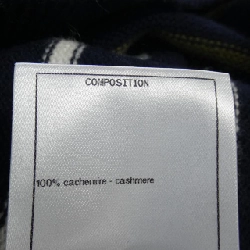 COMPOSITION
100% cachemire - cashmere